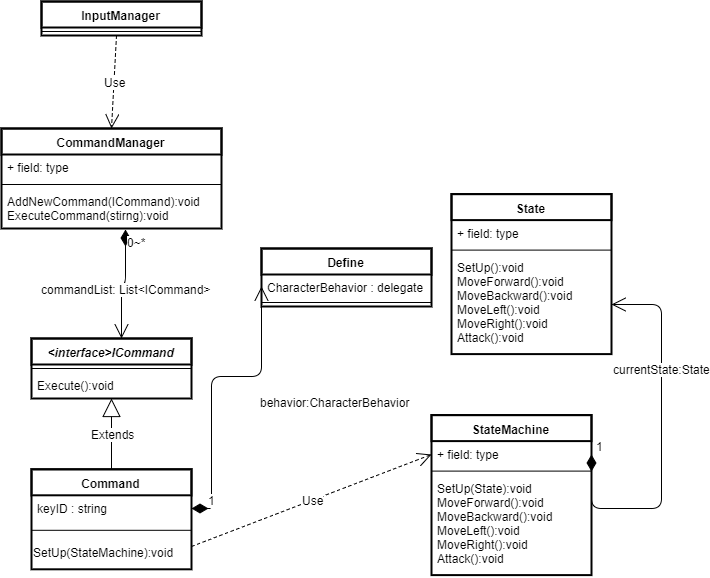 InputManager
Use
CommandManager
+ field: type
AddNewCommand(ICommand):void
ExecuteCommand(stirng):void
0~*
commandList: List<ICommand>
<interface>ICommand
Execute():void
Extends
Command
keyID : string
SetUp(StateMachine):void
1
Define
CharacterBehavior : delegate
behavior:CharacterBehavior
Use
State
+ field: type
SetUp():void
MoveForward():void
MoveBackward():void
MoveLeft():void
MoveRight():void
Attack():void
currentState:State
StateMachine
1
+ field: type
SetUp(State):void
MoveForward():void
MoveBackward():void
MoveLeft():void
MoveRight():void
Attack():void